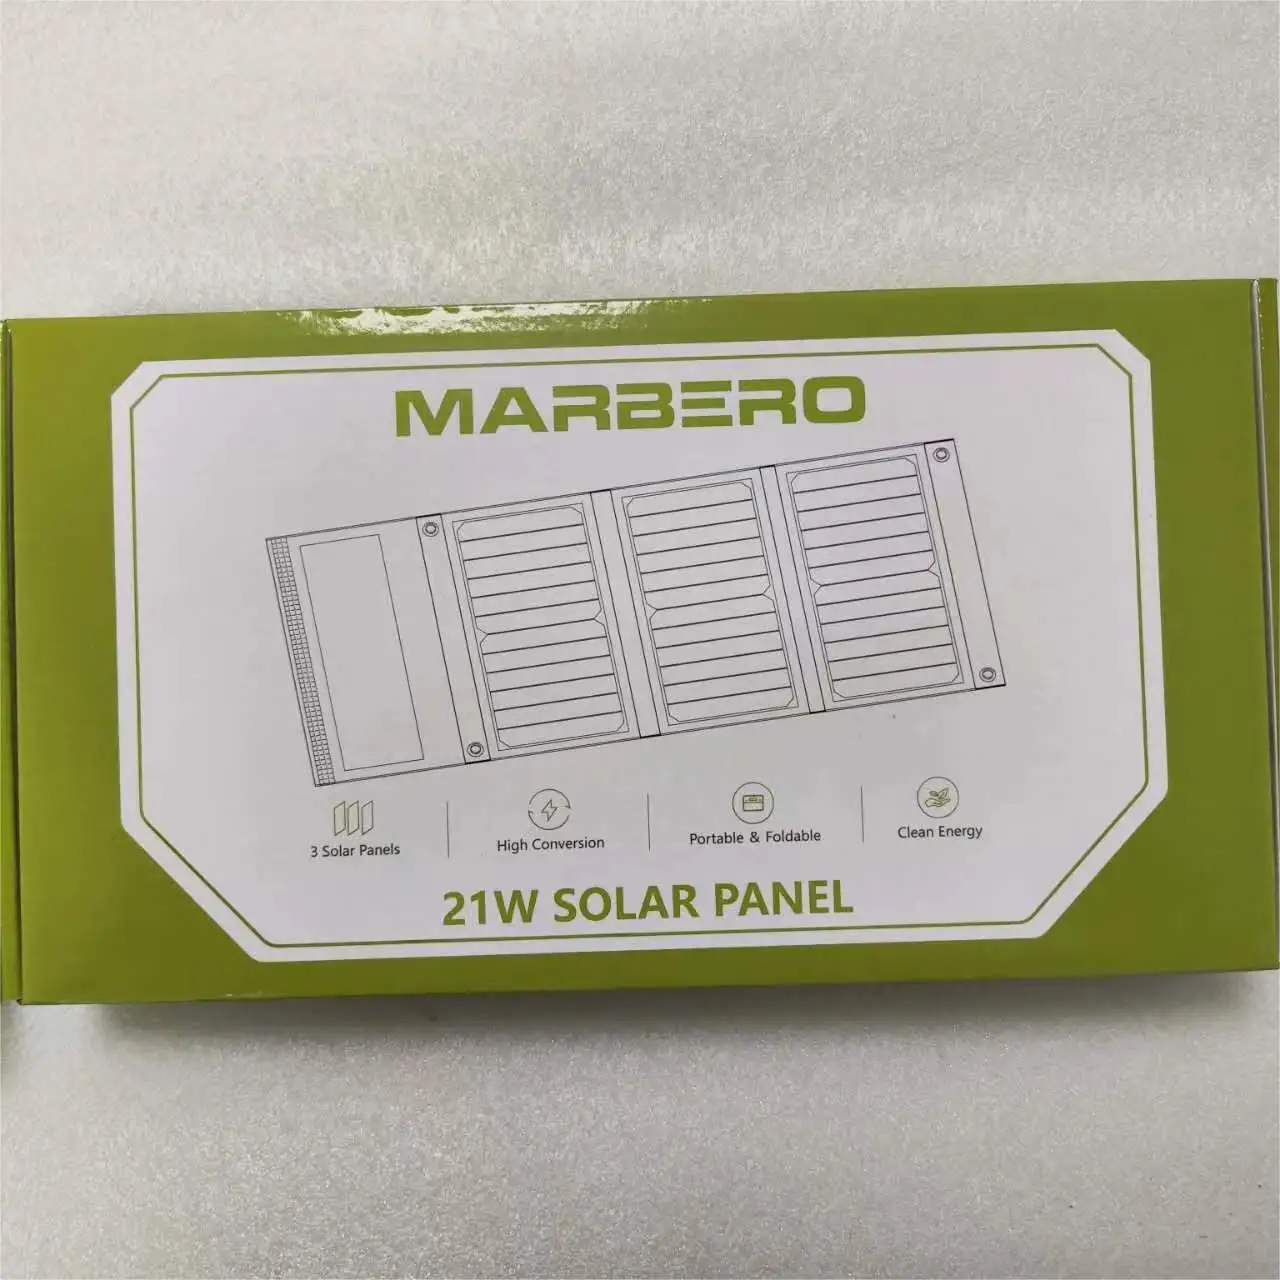 MARBERO
3 Solar Panels
High Conversion
Portable & Foldable
Clean Energy
21W SOLAR PANEL